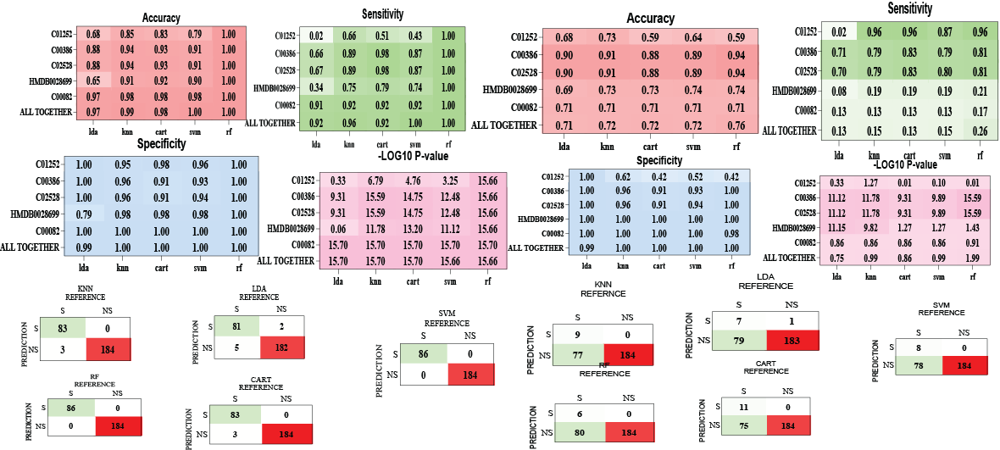 Accuracy
C01252 0.68 0.85 0.83 0.79 1.00
C00386 0.88 0.94 0.93 0.91 1.00
C02528 0.88 0.94 0.93 0.91 1.00
HMDB0028699 0.65 0.91 0.92 0.90 1.00
C00082 0.97 0.98 0.98 0.98 1.00
ALL TOGETHER 0.97 0.99 0.98 1.00 1.00
lda knn cart svm rf
Sensitivity
C01252 0.02 0.66 0.51 0.43 1.00
C00386 0.66 0.89 0.98 0.87 1.00
C02528 0.67 0.89 0.98 0.87 1.00
HMDB0028699 0.34 0.75 0.79 0.74 1.00
C00082 0.91 0.92 0.92 0.92 1.00
ALL TOGETHER 0.92 0.96 0.92 1.00 1.00
lda knn cart svm rf
Specificity
C01252 1.00 0.95 0.98 0.96 1.00
C00386 1.00 0.96 0.91 0.93 1.00
C02528 1.00 0.96 0.91 0.94 1.00
HMDB0028699 0.79 0.98 0.98 0.98 1.00
C00082 1.00 1.00 1.00 1.00 1.00
ALL TOGETHER 0.99 1.00 1.00 1.00 1.00
lda knn cart svm rf
-LOG10 P-value
C01252 0.33 6.79 4.76 3.25 15.66
C00386 9.31 15.59 14.75 12.48 15.66
C02528 9.31 15.59 14.75 12.48 15.66
HMDB0028699 0.06 11.78 13.20 11.12 15.66
C00082 15.70 15.70 15.70 15.70 15.70
ALL TOGETHER 15.70 15.70 15.70 15.66 15.66
lda knn cart svm rf
KNN
REFERENCE
S NS
PREDICTION
S 83 0
NS 3 184
LDA
REFERENCE
S NS
PREDICTION
S 81 2
NS 5 182
SVM
REFERENCE
S NS
PREDICTION
S 86 0
NS 0 184
RF
REFERENCE
S NS
PREDICTION
S 86 0
NS 0 184
CART
REFERENCE
S NS
PREDICTION
S 83 0
NS 3 184
Accuracy
C01252 0.68 0.73 0.59 0.64 0.59
C00386 0.90 0.91 0.88 0.89 0.94
C02528 0.90 0.91 0.88 0.89 0.94
HMDB0028699 0.69 0.73 0.73 0.74 0.74
C00082 0.71 0.71 0.71 0.71 0.71
ALL TOGETHER 0.71 0.72 0.72 0.72 0.76
lda knn cart svm rf
Sensitivity
C01252 0.02 0.96 0.96 0.87 0.96
C00386 0.71 0.79 0.83 0.79 0.81
C02528 0.70 0.79 0.83 0.80 0.81
HMDB0028699 0.08 0.19 0.19 0.19 0.21
C00082 0.13 0.13 0.13 0.13 0.17
ALL TOGETHER 0.13 0.15 0.13 0.15 0.26
lda knn cart svm rf
Specificity
C01252 1.00 0.62 0.42 0.52 0.42
C00386 1.00 0.96 0.91 0.93 1.00
C02528 1.00 0.96 0.91 0.94 1.00
HMDB0028699 1.00 1.00 1.00 1.00 1.00
C00082 1.00 1.00 1.00 1.00 0.98
ALL TOGETHER 0.99 1.00 1.00 1.00 1.00
lda knn cart svm rf
-LOG10 P-value
C01252 0.33 1.27 0.01 0.10 0.01
C00386 11.12 11.78 9.31 9.89 15.59
C02528 11.12 11.78 9.31 9.89 15.59
HMDB0028699 11.15 9.82 1.27 1.27 1.43
C00082 0.86 0.86 0.86 0.86 0.91
ALL TOGETHER 0.75 0.99 0.86 0.99 1.99
lda knn cart svm rf
KNN
REFERNCE
S NS
PREDICTION
S 9 0
NS 77 184
LDA
REFERENCE
S NS
PREDICTION
S 7 1
NS 79 183
SVM
REFERENCE
S NS
PREDICTION
S 8 0
NS 78 184
RF
REFERENCE
S NS
PREDICTION
S 6 0
NS 80 184
CART
REFERENCE
S NS
PREDICTION
S 11 0
NS 75 184